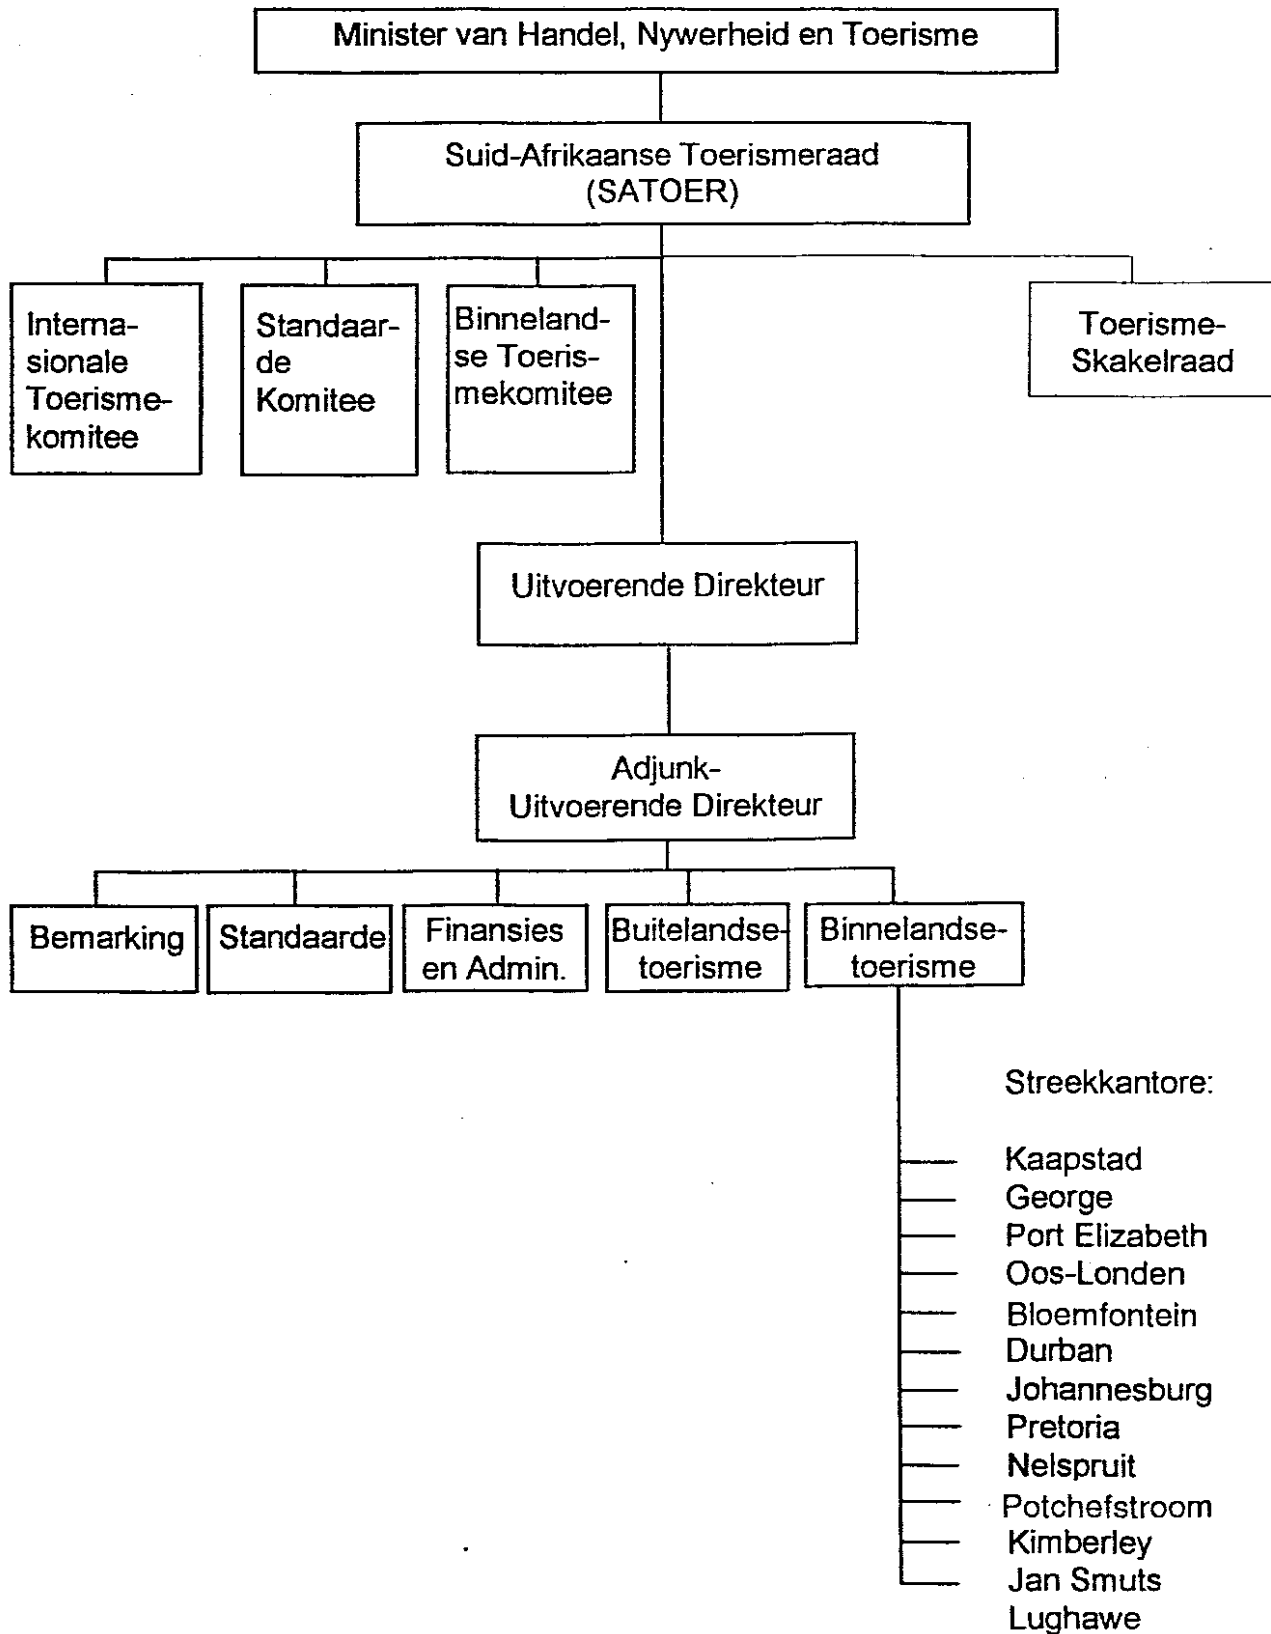 Minister van Handel, Nywerheid en Toerisme
Suid-Afrikaanse Toerismeraad
(SATOER)
Interna-
sionale
Toerisme-
komitee
Standaar-
de
Komitee
Binneland-
se Toeris-
mekomitee
Toerisme-
Skakelraad
Uitvoerende Direkteur
Adjunk-
Uitvoerende Direkteur
Bemarking
Standaarde
Finansies
en Admin.
Buitelandse-
toerisme
Binnelandse-
toerisme
Streekkantore:
Kaapstad
George
Port Elizabeth
Oos-Londen
Bloemfontein
Durban
Johannesburg
Pretoria
Nelspruit
Potchefstroom
Kimberley
Jan Smuts
Lughawe